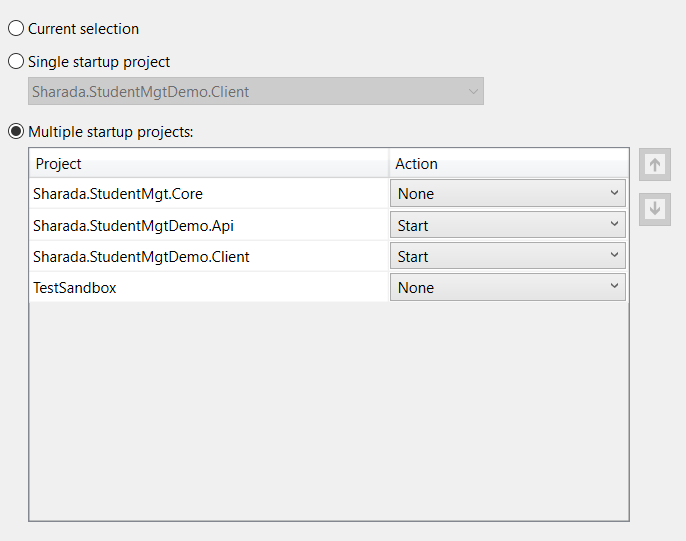 Current selection
Single startup project
Sharada.StudentMgtDemo.Client
Multiple startup projects:
Project Action
Sharada.StudentMgt.Core None
Sharada.StudentMgtDemo.Api Start
Sharada.StudentMgtDemo.Client Start
TestSandbox None